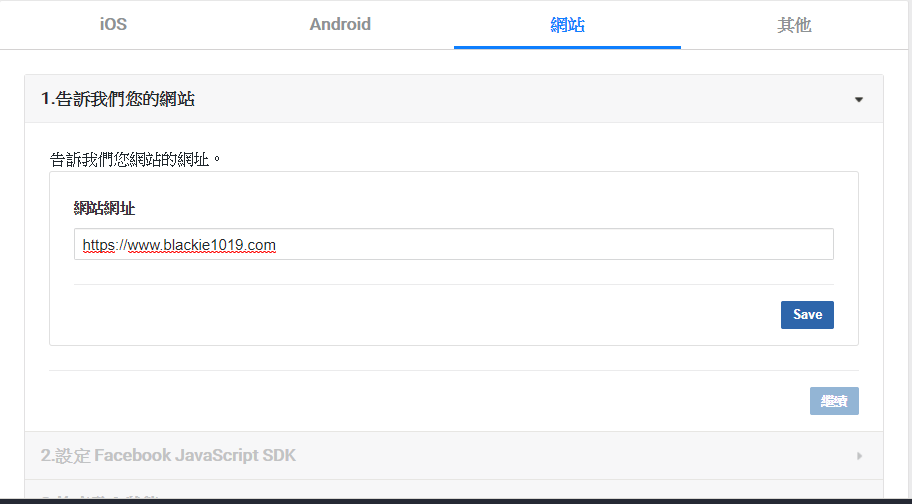 iOS
Android
網站
其他
1.告訴我們您的網站
告訴我們您網站的網址。
網站網址
https://www.blackie1019.com
Save
繼續
2.設定 Facebook JavaScript SDK